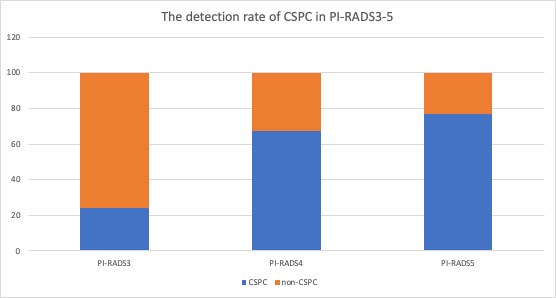 The detection rate of CSPC in PI-RADS3-5
120
100
80
60
40
20
0
PI-RADS3 PI-RADS4 PI-RADS5
CSPC non-CSPC